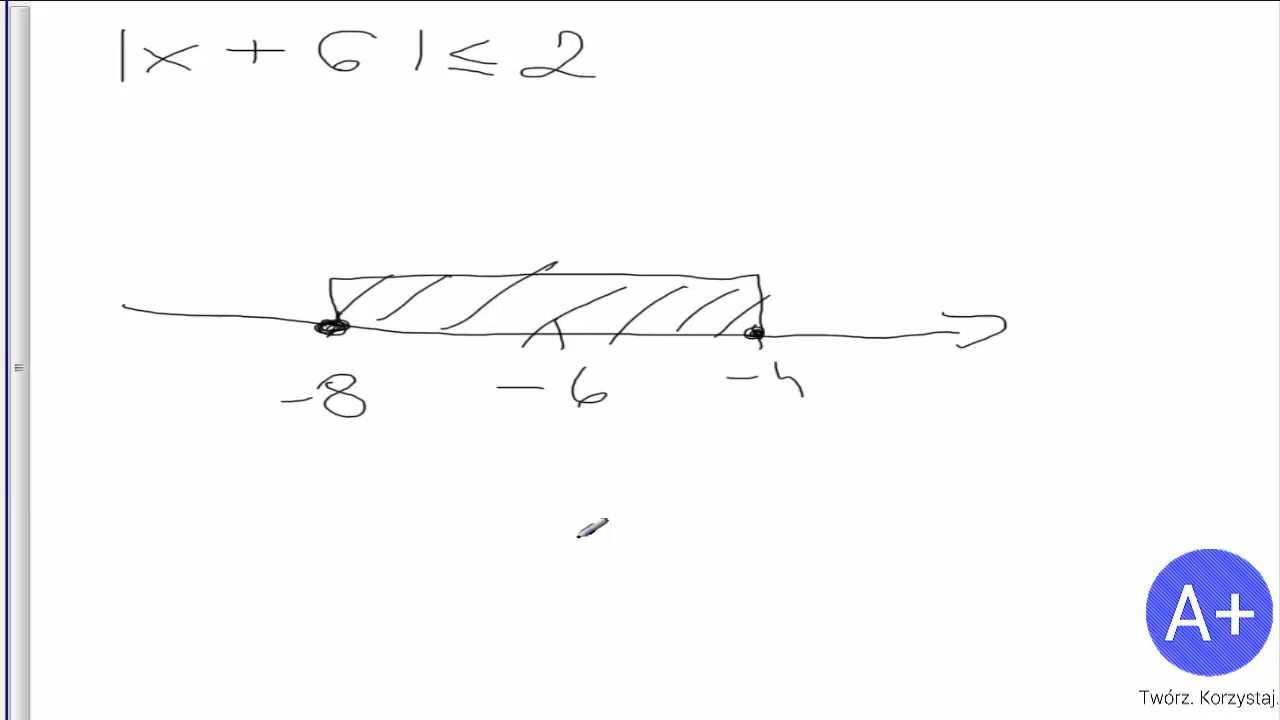 |x + 6| ≤ 2
-8 -6 -4
A+
Twórz. Korzystaj.